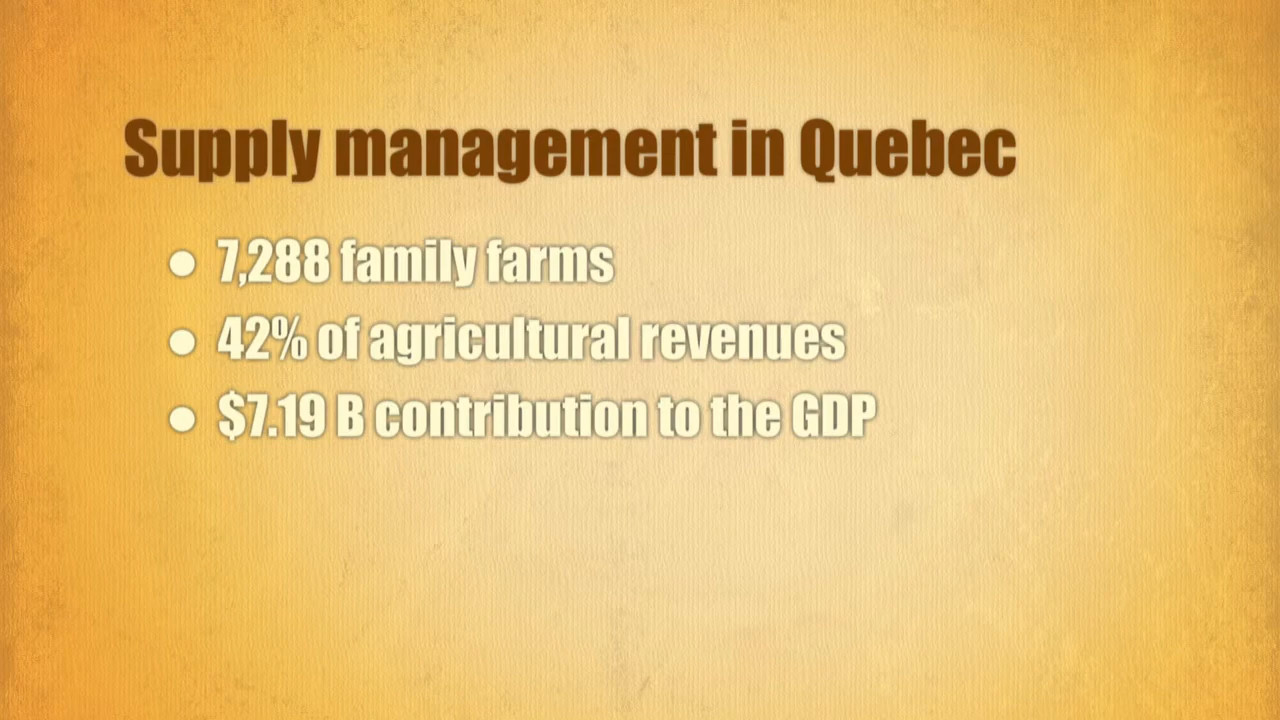 Supply management in Quebec
• 7,288 family farms
• 42% of agricultural revenues
• $7.19 B contribution to the GDP